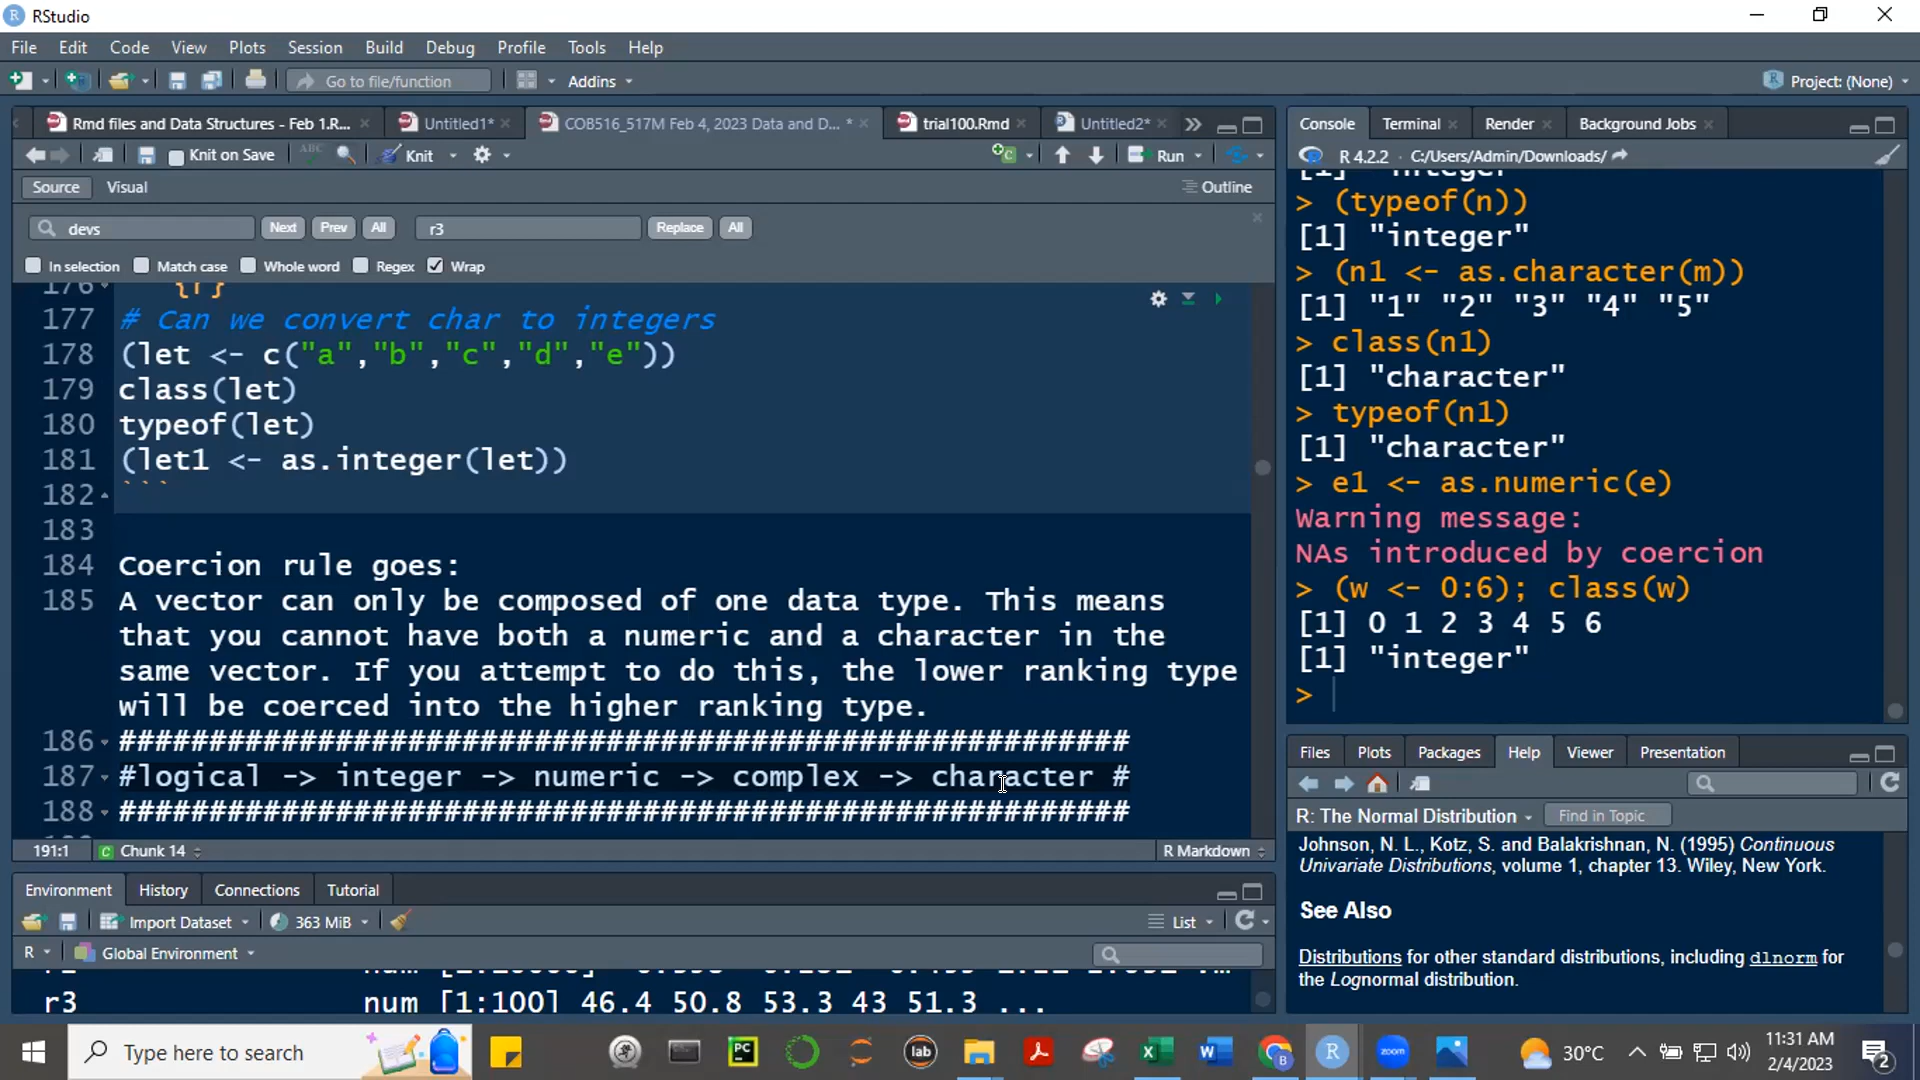 RStudio
File Edit Code View Plots Session Build Debug Profile Tools Help
Go to file/function Addins Project: (None)
Rmd files and Data Structures - Feb 1.R... Untitled1* COB516_517M Feb 4, 2023 Data and D... * trial100.Rmd Untitled2*
Knit on Save ABC Knit Run
Source Visual Outline
devs Next Prev All r3 Replace All
In selection Match case Whole word Regex Wrap
176 ```{r}
177 # Can we convert char to integers
178 (let <- c("a","b","c","d","e"))
179 class(let)
180 typeof(let)
181 (let1 <- as.integer(let))
182 ```
183
184 Coercion rule goes:
185 A vector can only be composed of one data type. This means
that you cannot have both a numeric and a character in the
same vector. If you attempt to do this, the lower ranking type
will be coerced into the higher ranking type.
186 ########################################################
187 #logical -> integer -> numeric -> complex -> character #
188 ########################################################
191:1 Chunk 14 R Markdown
Environment History Connections Tutorial
Import Dataset 363 MiB List
R Global Environment
r3 num [1:100] 46.4 50.8 53.3 43 51.3 ...
Console Terminal Render Background Jobs
R 4.2.2 · C:/Users/Admin/Downloads/
[1] "integer"
> (typeof(n))
[1] "integer"
> (n1 <- as.character(m))
[1] "1" "2" "3" "4" "5"
> class(n1)
[1] "character"
> typeof(n1)
[1] "character"
> e1 <- as.numeric(e)
Warning message:
NAs introduced by coercion
> (w <- 0:6); class(w)
[1] 0 1 2 3 4 5 6
[1] "integer"
>
Files Plots Packages Help Viewer Presentation
R: The Normal Distribution Find in Topic
Johnson, N. L., Kotz, S. and Balakrishnan, N. (1995) Continuous
Univariate Distributions, volume 1, chapter 13. Wiley, New York.
See Also
Distributions for other standard distributions, including dlnorm for
the Lognormal distribution.
Type here to search PC lab R zoom 30°C 11:31 AM
2/4/2023 2